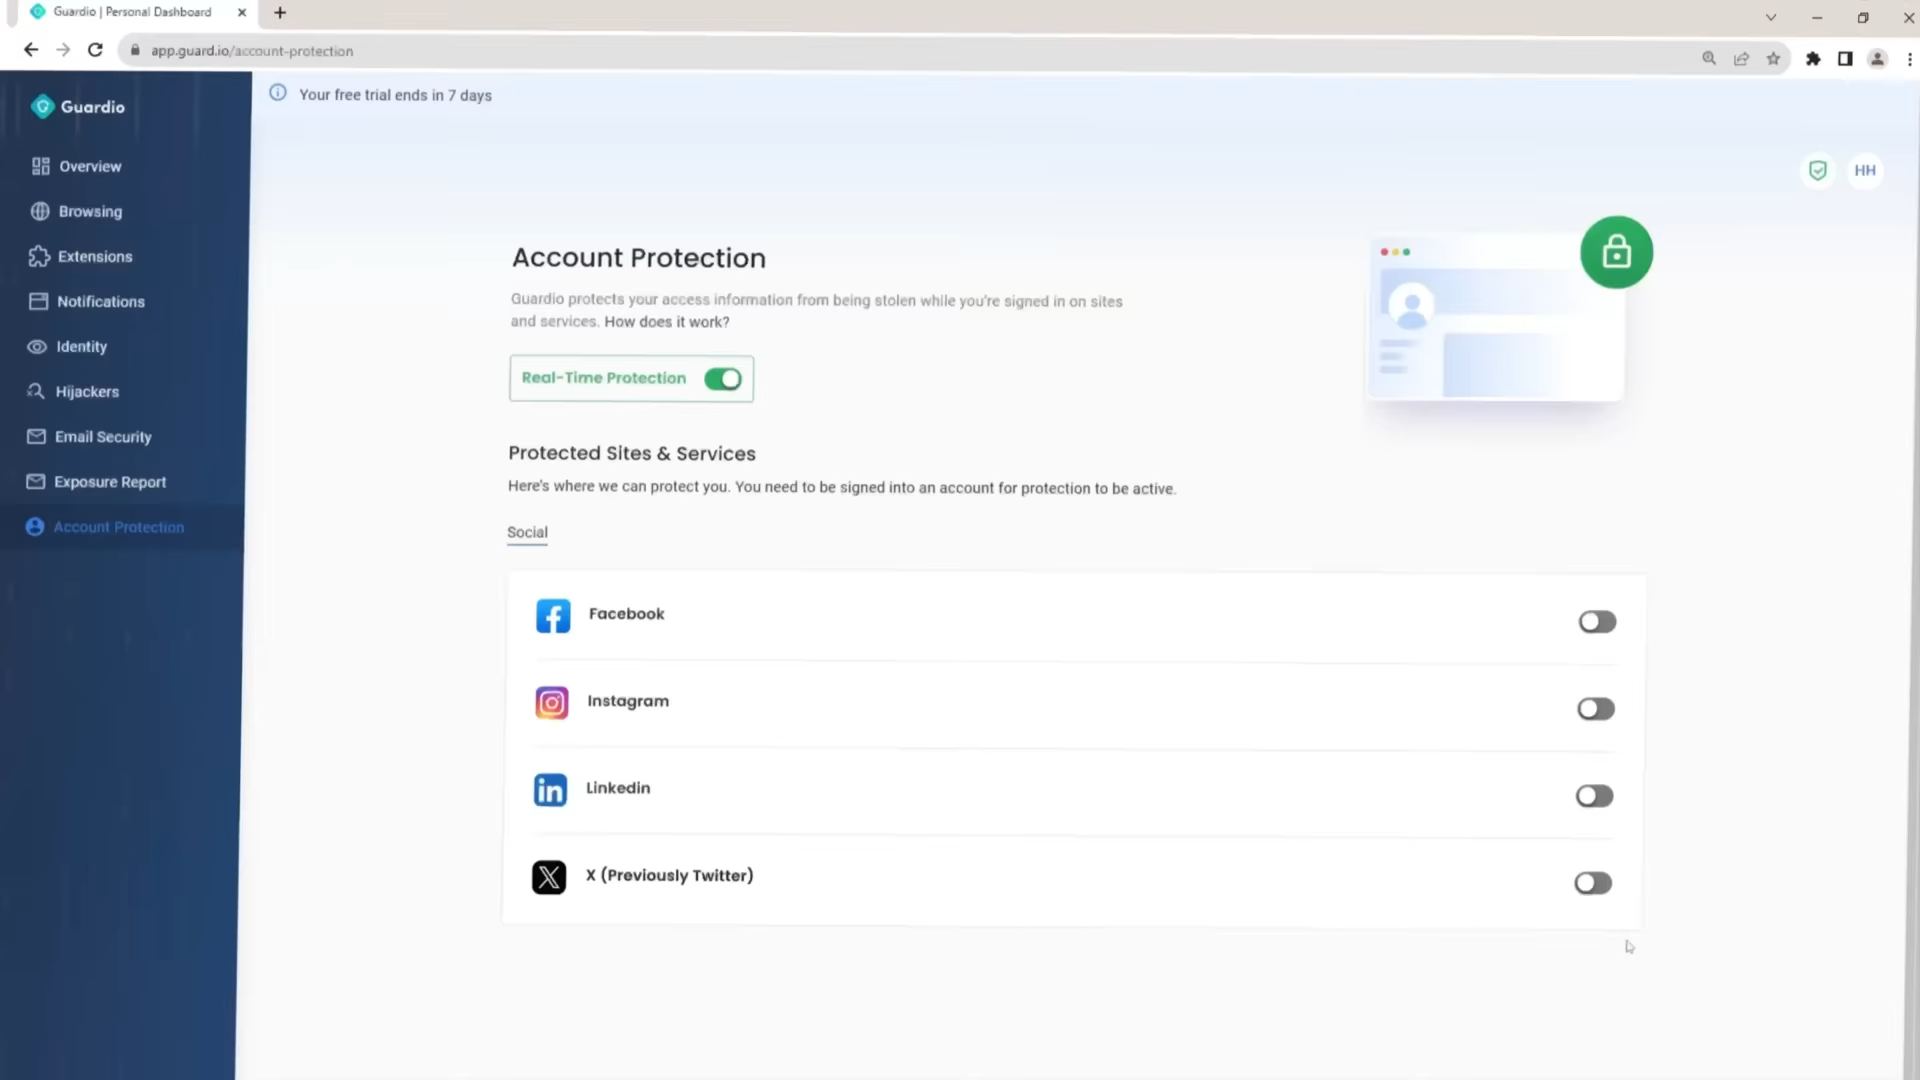 Guardio | Personal Dashboard
app.guard.io/account-protection
Guardio
Your free trial ends in 7 days
Overview
Browsing
Extensions
Notifications
Identity
Hijackers
Email Security
Exposure Report
Account Protection
HH
Account Protection
Guardio protects your access information from being stolen while you're signed in on sites
and services. How does it work?
Real-Time Protection
Protected Sites & Services
Here's where we can protect you. You need to be signed into an account for protection to be active.
Social
Facebook
Instagram
Linkedin
X (Previously Twitter)